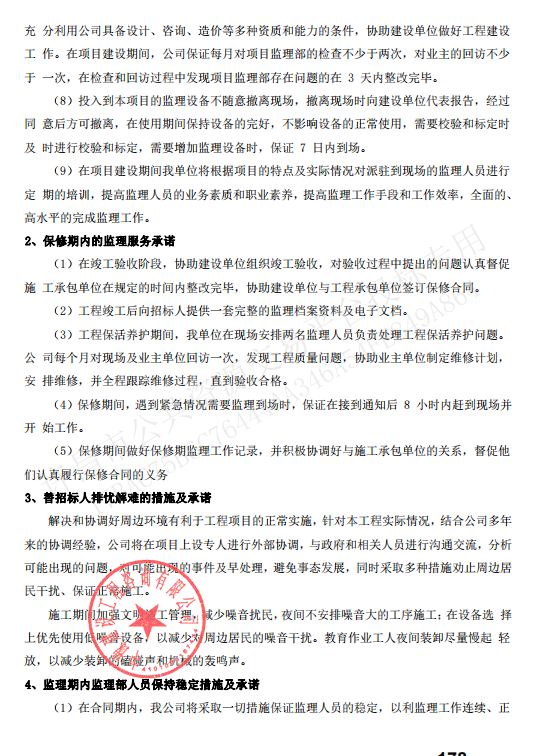 充 分利用公司具备设计、咨询、造价等多种资质和能力的条件，协助建设单位做好工程建设
工 作。在项目建设期间，公司保证每月对项目监理部的检查不少于两次，对业主的回访不少
于 一次，在检查和回访过程中发现项目监理部存在问题的在 3 天内整改完毕。
（8）投入到本项目的监理设备不随意撤离现场，撤离现场时向建设单位代表报告，经过
同 意后方可撤离，在使用期间保持设备的完好，不影响设备的正常使用，需要校验和标定时
及 时进行校验和标定，需要增加监理设备时，保证 7 日内到场。
（9）在项目建设期间我单位将根据项目的特点及实际情况对派驻到现场的监理人员进行
定 期的培训，提高监理人员的业务素质和职业素养，提高监理工作手段和工作效率，全面的、
高水平的完成监理工作。
2、保修期内的监理服务承诺
（1）在竣工验收阶段，协助建设单位组织竣工验收，对验收过程中提出的问题认真督促
施 工承包单位在规定的时间内整改完毕，协助建设单位与工程承包单位签订保修合同。
（2）工程竣工后向招标人提供一套完整的监理档案资料及电子文档。
（3）工程保活养护期间，我单位在现场安排两名监理人员负责处理工程保活养护问题。
公 司每个月对现场及业主单位回访一次，发现工程质量问题，协助业主单位制定维修计划，
安 排维修，并全程跟踪维修过程，直到验收合格。
（4）保修期间，遇到紧急情况需要监理到场时，保证在接到通知后 8 小时内赶到现场并
开 始工作。
（5）保修期间做好保修期监理工作记录，并积极协调好与施工承包单位的关系，督促他
们认真履行保修合同的义务
3、替招标人排忧解难的措施及承诺
解决和协调好周边环境有利于工程项目的正常实施，针对本工程实际情况，结合公司多年
来的协调经验，公司将在项目上设专人进行外部协调，与政府和相关人员进行沟通交流，分析
可能出现的问题，对可能出现的事件及早处理，避免事态发展，同时采取多种措施劝止周边居
民干扰、保证正常施工。
施工期间加强文明施工管理，减少噪音扰民，夜间不安排噪音大的工序施工；在设备选 择
上优先使用低噪音设备，以减少对周边居民的噪音干扰。教育作业工人夜间装卸尽量慢起 轻
放，以减少装卸的磕碰声和机械的轰鸣声。
4、监理期内监理部人员保持稳定措施及承诺
（1）在合同期内，我公司将采取一切措施保证监理人员的稳定，以利监理工作连续、正